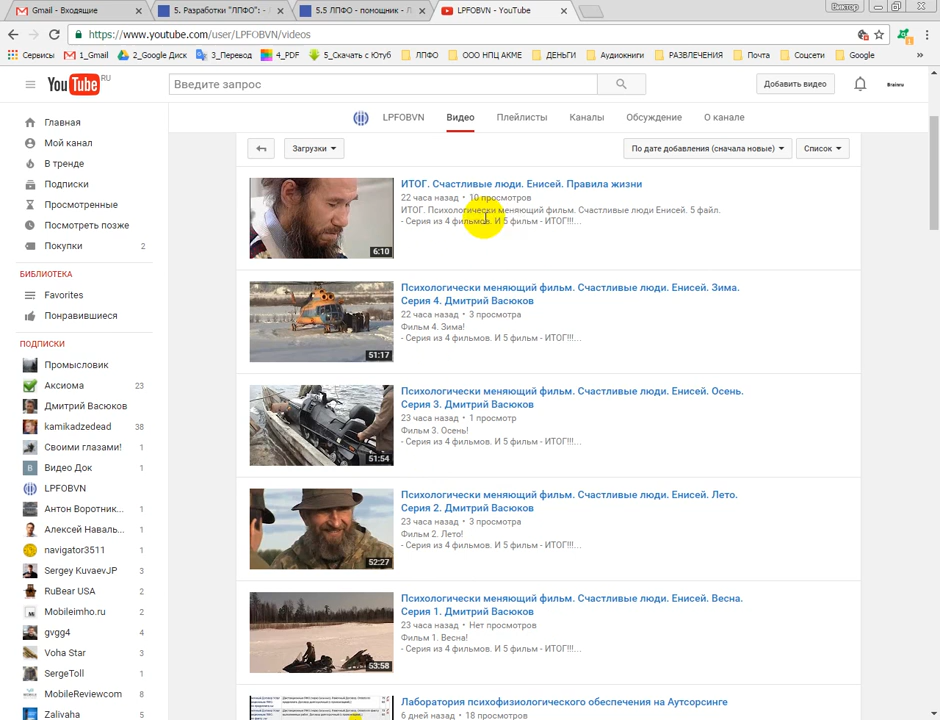 Gmail - Входящие
5. Разработки "ЛПФО":
5.5 ЛПФО - помощник - Л
LPFOBVN - YouTube
Виктор
https://www.youtube.com/user/LPFOBVN/videos
Сервисы
1_Gmail
2_Google Диск
3_Перевод
4_PDF
5_Скачать с Ютуб
ЛПФО
ООО НПЦ АКМЕ
ДЕНЬГИ
Аудиокниги
РАЗВЛЕЧЕНИЯ
Почта
Соцсети
Google
YouTube RU
Введите запрос
Добавить видео
LPFOBVN
Видео
Плейлисты
Каналы
Обсуждение
О канале
Главная
Мой канал
В тренде
Подписки
Просмотренные
Посмотреть позже
Покупки 2
БИБЛИОТЕКА
Favorites
Понравившиеся
ПОДПИСКИ
Промысловик
Аксиома 23
Дмитрий Васюков
kamikadzedead 38
Своими глазами! 1
Видео Док 1
LPFOBVN
Антон Воротник... 1
Алексей Наваль... 1
navigator3511 1
Sergey KuvaevJP 3
RuBear USA 2
Mobileimho.ru 2
gvgg4 4
Voha Star 3
SergeToll 1
MobileReviewcom 8
Zalivaha 2
Загрузки
По дате добавления (сначала новые)
Список
6:10
ИТОГ. Счастливые люди. Енисей. Правила жизни
22 часа назад • 10 просмотров
ИТОГ. Психологически меняющий фильм. Счастливые люди Енисей. 5 файл.
- Серия из 4 фильмов. И 5 фильм - ИТОГ!!!...
51:17
Психологически меняющий фильм. Счастливые люди. Енисей. Зима.
Серия 4. Дмитрий Васюков
22 часа назад • 3 просмотра
Фильм 4. Зима!
- Серия из 4 фильмов. И 5 фильм - ИТОГ!!!...
51:54
Психологически меняющий фильм. Счастливые люди. Енисей. Осень.
Серия 3. Дмитрий Васюков
23 часа назад • 1 просмотр
Фильм 3. Осень!
- Серия из 4 фильмов. И 5 фильм - ИТОГ!!!...
52:27
Психологически меняющий фильм. Счастливые люди. Енисей. Лето.
Серия 2. Дмитрий Васюков
23 часа назад • 3 просмотра
Фильм 2. Лето!
- Серия из 4 фильмов. И 5 фильм - ИТОГ!!!...
53:58
Психологически меняющий фильм. Счастливые люди. Енисей. Весна.
Серия 1. Дмитрий Васюков
23 часа назад • Нет просмотров
Фильм 1. Весна!
- Серия из 4 фильмов. И 5 фильм - ИТОГ!!!...
Лаборатория психофизиологического обеспечения на Аутсорсинге
6 дней назад • 18 просмотров